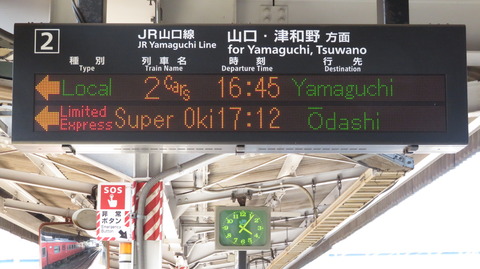 2 JR山口線 山口・津和野 方面
JR Yamaguchi Line for Yamaguchi, Tsuwano
種別 列車名 時刻 行先
Type Train Name Departure Time Destination
Local 2 Cars 16:45 Yamaguchi
Limited Express Super Oki 17:12 Ōdashi
SOS
非常
ボタン
Emergency
Button